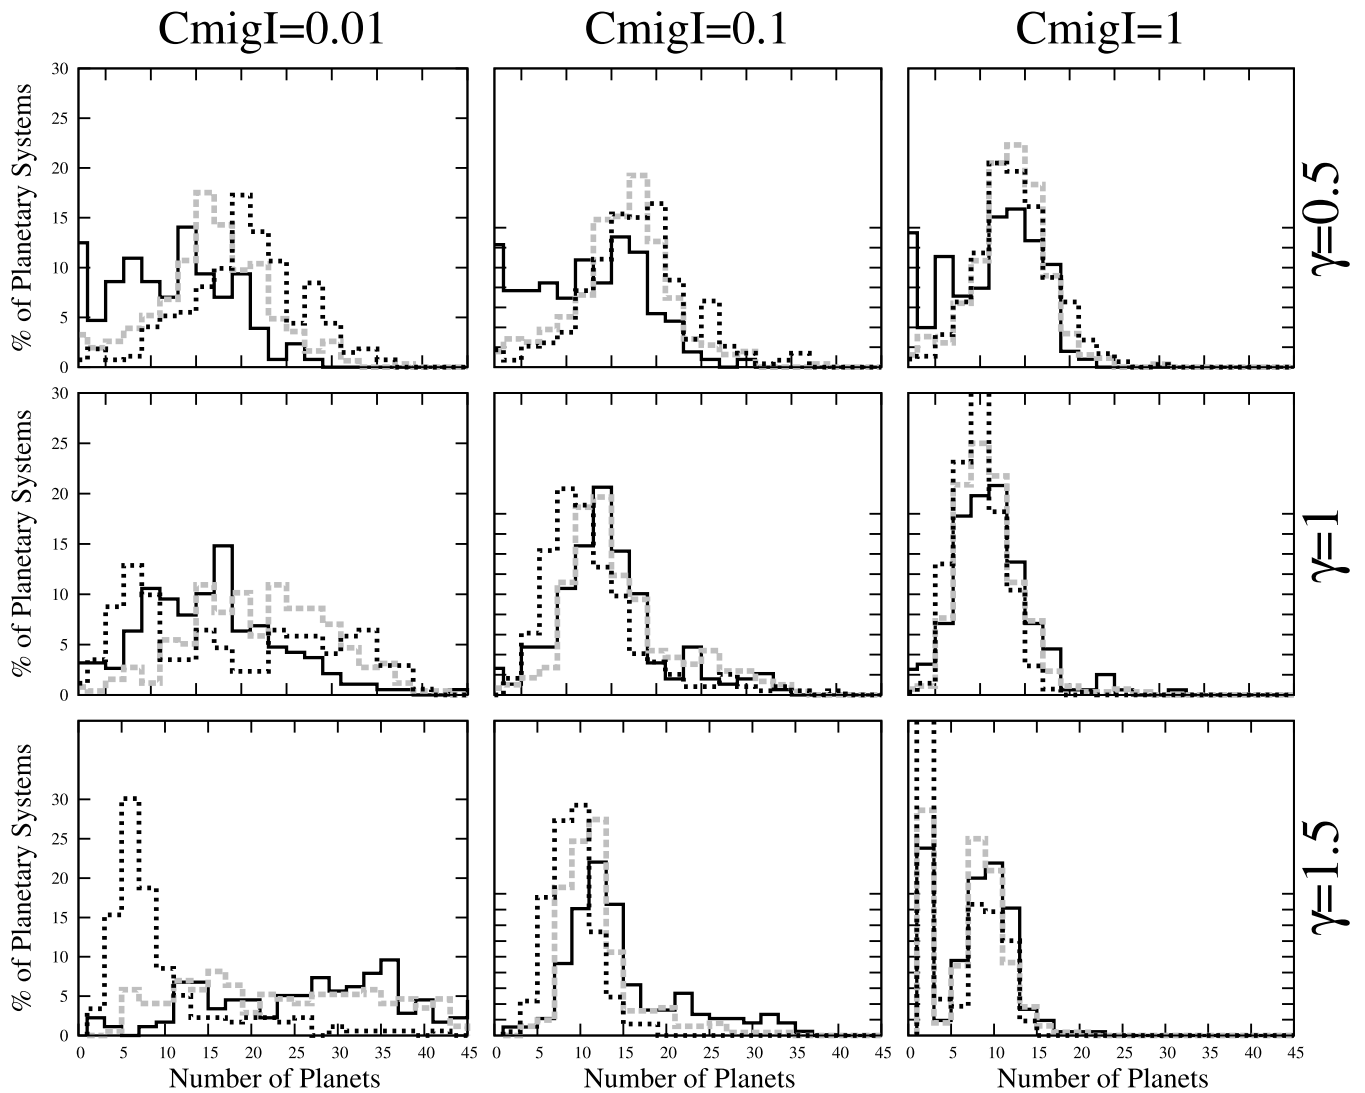 CmigI=0.01 CmigI=0.1 CmigI=1
30
25
20
15
10
5
0
% of Planetary Systems
γ=0.5
30
25
20
15
10
5
0
% of Planetary Systems
γ=1
30
25
20
15
10
5
0
% of Planetary Systems
γ=1.5
0 5 10 15 20 25 30 35 40 45 0 5 10 15 20 25 30 35 40 45 0 5 10 15 20 25 30 35 40 45
Number of Planets Number of Planets Number of Planets